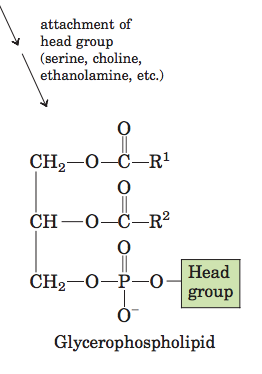 attachment of
head group
(serine, choline,
ethanolamine, etc.)
O
CH₂—O—C—R¹
O
CH—O—C—R²
O
CH₂—O—P—O—Head group
O⁻
Glycerophospholipid